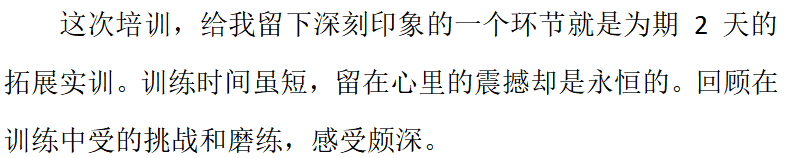 这次培训，给我留下深刻印象的一个环节就是为期 2 天的
拓展实训。训练时间虽短，留在心里的震撼却是永恒的。回顾在
训练中受的挑战和磨练，感受颇深。